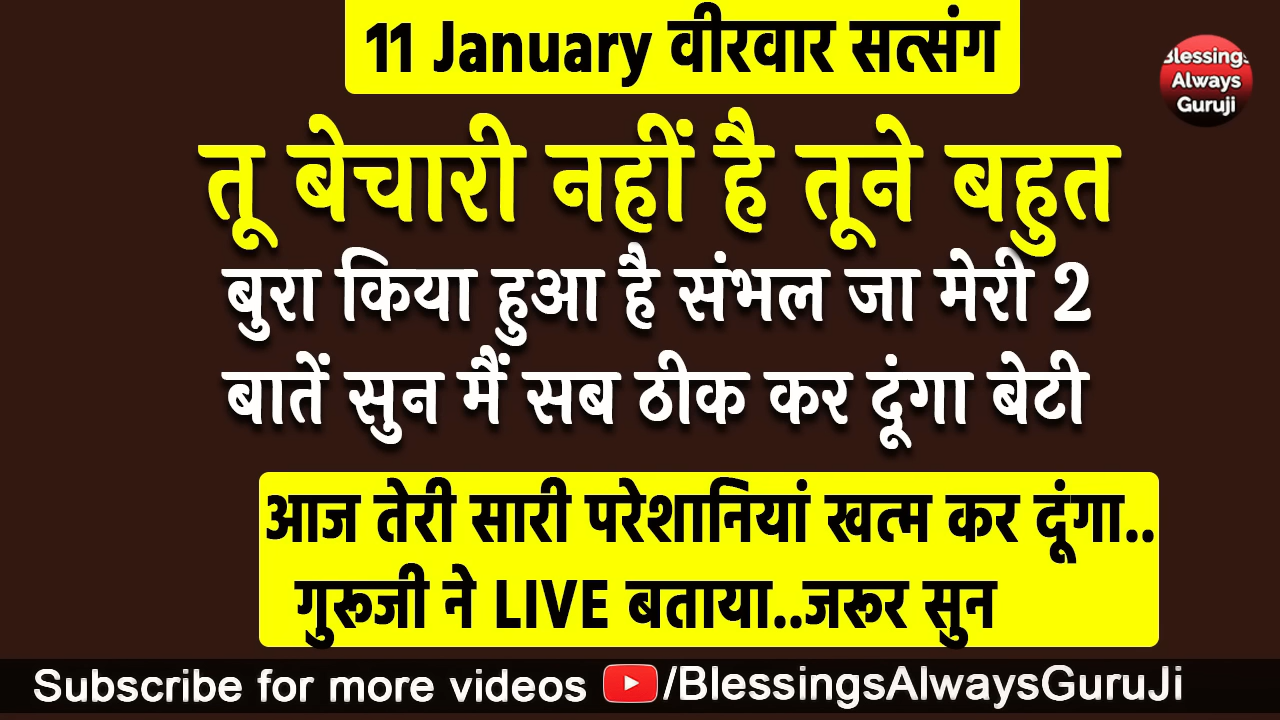 11 January वीरवार सत्संग
Blessings
Always
Guruji
तू बेचारी नहीं है तूने बहुत
बुरा किया हुआ है संभल जा मेरी 2
बातें सुन मैं सब ठीक कर दूंगा बेटी
आज तेरी सारी परेशानियां खत्म कर दूंगा..
गुरूजी ने LIVE बताया..जरूर सुन
Subscribe for more videos /BlessingsAlwaysGuruJi